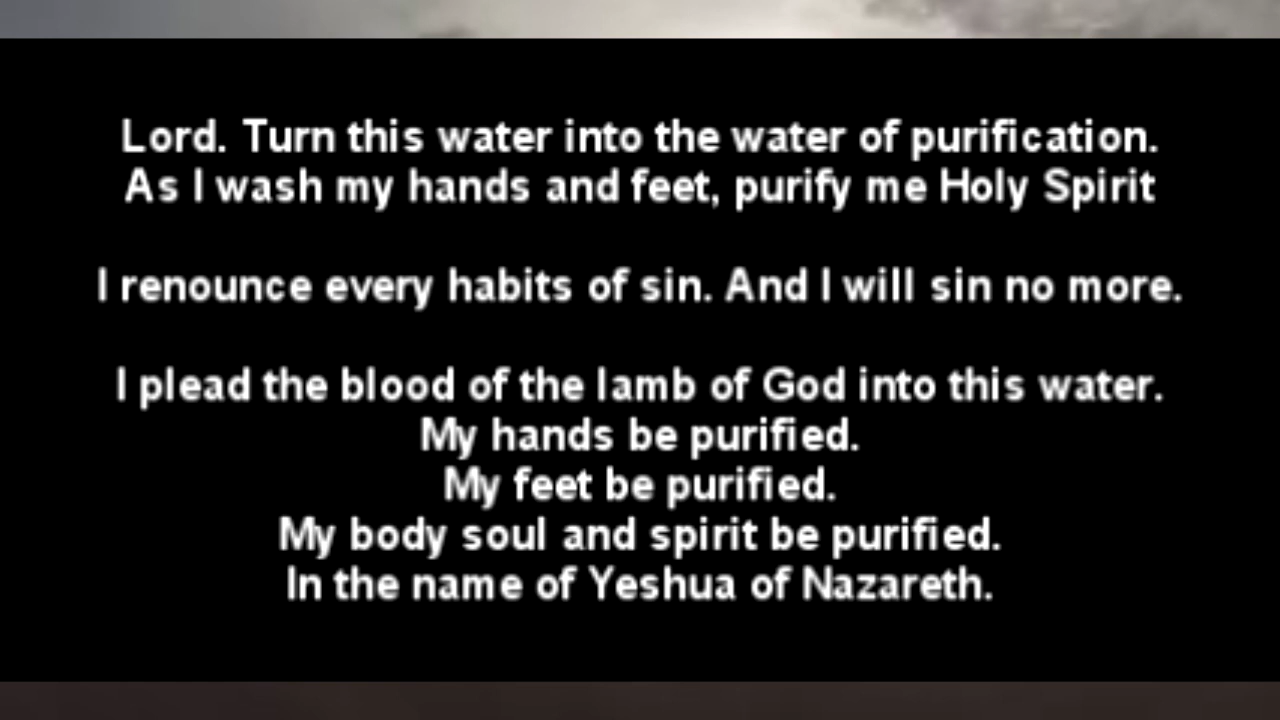 Lord. Turn this water into the water of purification.
As I wash my hands and feet, purify me Holy Spirit
I renounce every habits of sin. And I will sin no more.
I plead the blood of the lamb of God into this water.
My hands be purified.
My feet be purified.
My body soul and spirit be purified.
In the name of Yeshua of Nazareth.